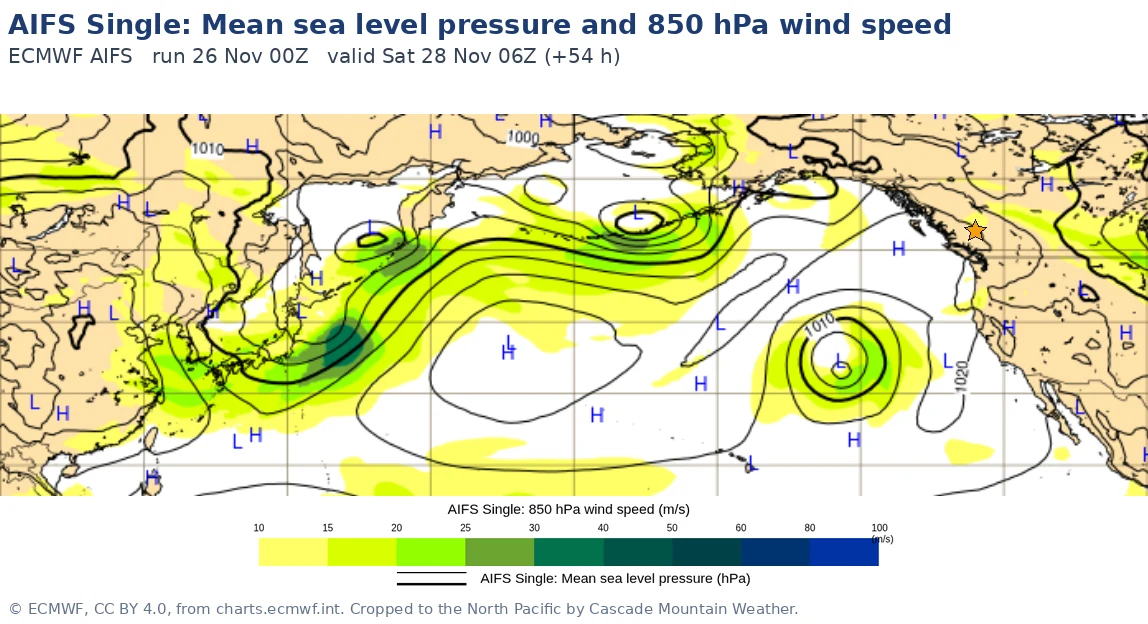 AIFS Single: Mean sea level pressure and 850 hPa wind speed
ECMWF AIFS run 26 Nov 00Z valid Sat 28 Nov 06Z (+54 h)
L H L H L H H L
1010 H 1000 L L
H L H H
L L
H
L H H
H L H L L
L 1010 H H
L H L L
1020
L H H H L
L H H
H L H
AIFS Single: 850 hPa wind speed (m/s)
10 15 20 25 30 40 50 60 80 100
(m/s)
AIFS Single: Mean sea level pressure (hPa)
© ECMWF, CC BY 4.0, from charts.ecmwf.int. Cropped to the North Pacific by Cascade Mountain Weather.